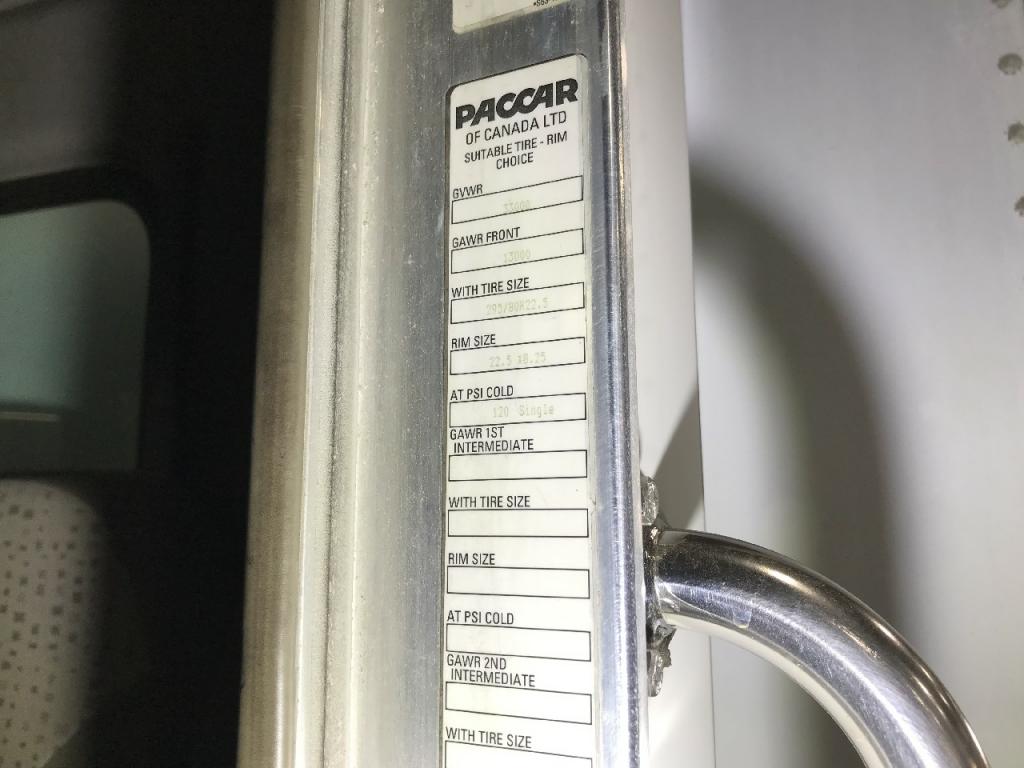 PACCAR
OF CANADA LTD
SUITABLE TIRE - RIM
CHOICE
GVWR
33000
GAWR FRONT
13000
WITH TIRE SIZE
295/80R22.5
RIM SIZE
22.5 X8.25
AT PSI COLD
120 Single
GAWR 1ST
INTERMEDIATE
WITH TIRE SIZE
RIM SIZE
AT PSI COLD
GAWR 2ND
INTERMEDIATE
WITH TIRE SIZE